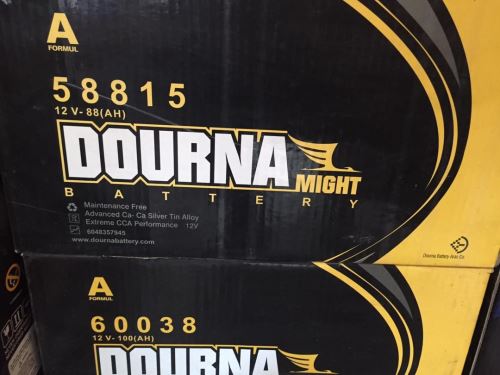 A
FORMUL
58815
12 V- 88(AH)
DOURNA
MIGHT
BATTERY
Maintenance Free
Advanced Ca- Ca Silver Tin Alloy
Extreme CCA Performance 12V
6048357945
www.dournabattery.com
Dourna Battery Aras Co.
A
FORMUL
60038
12 V- 100(AH)
DOURNA